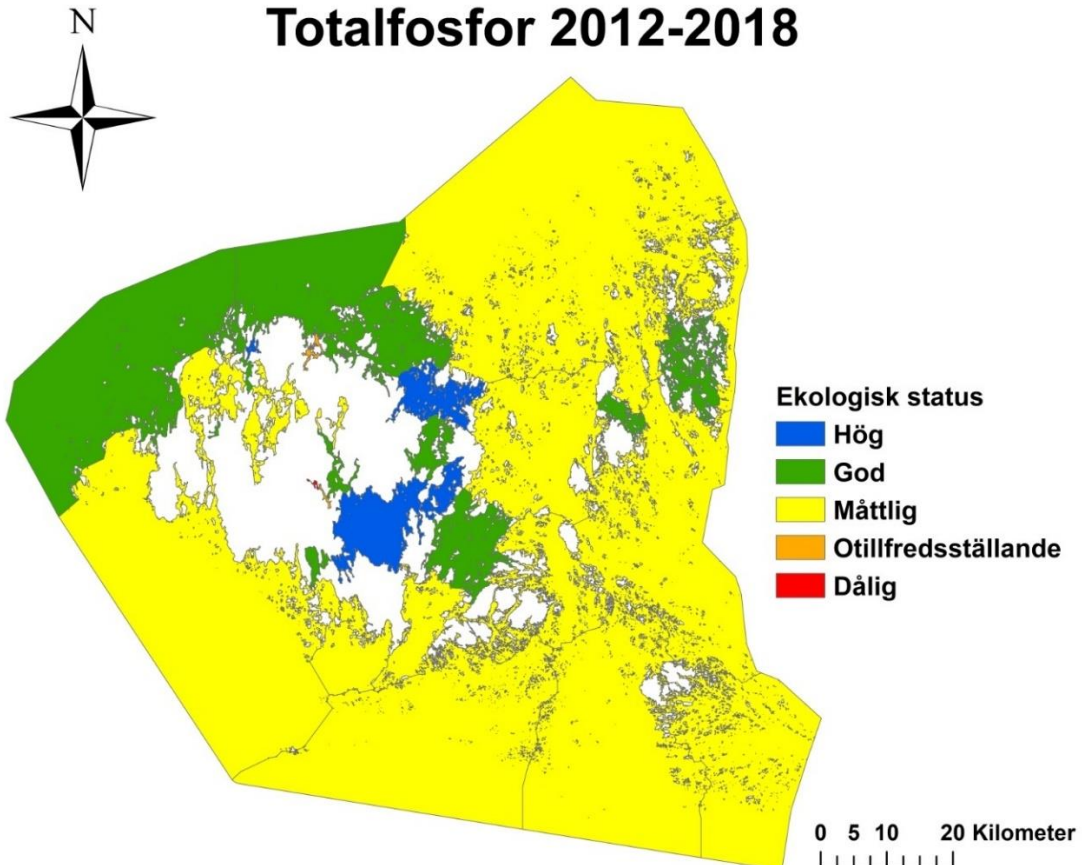 Totalfosfor 2012-2018
N
Ekologisk status
Hög
God
Måttlig
Otillfredsställande
Dålig
0 5 10 20 Kilometer